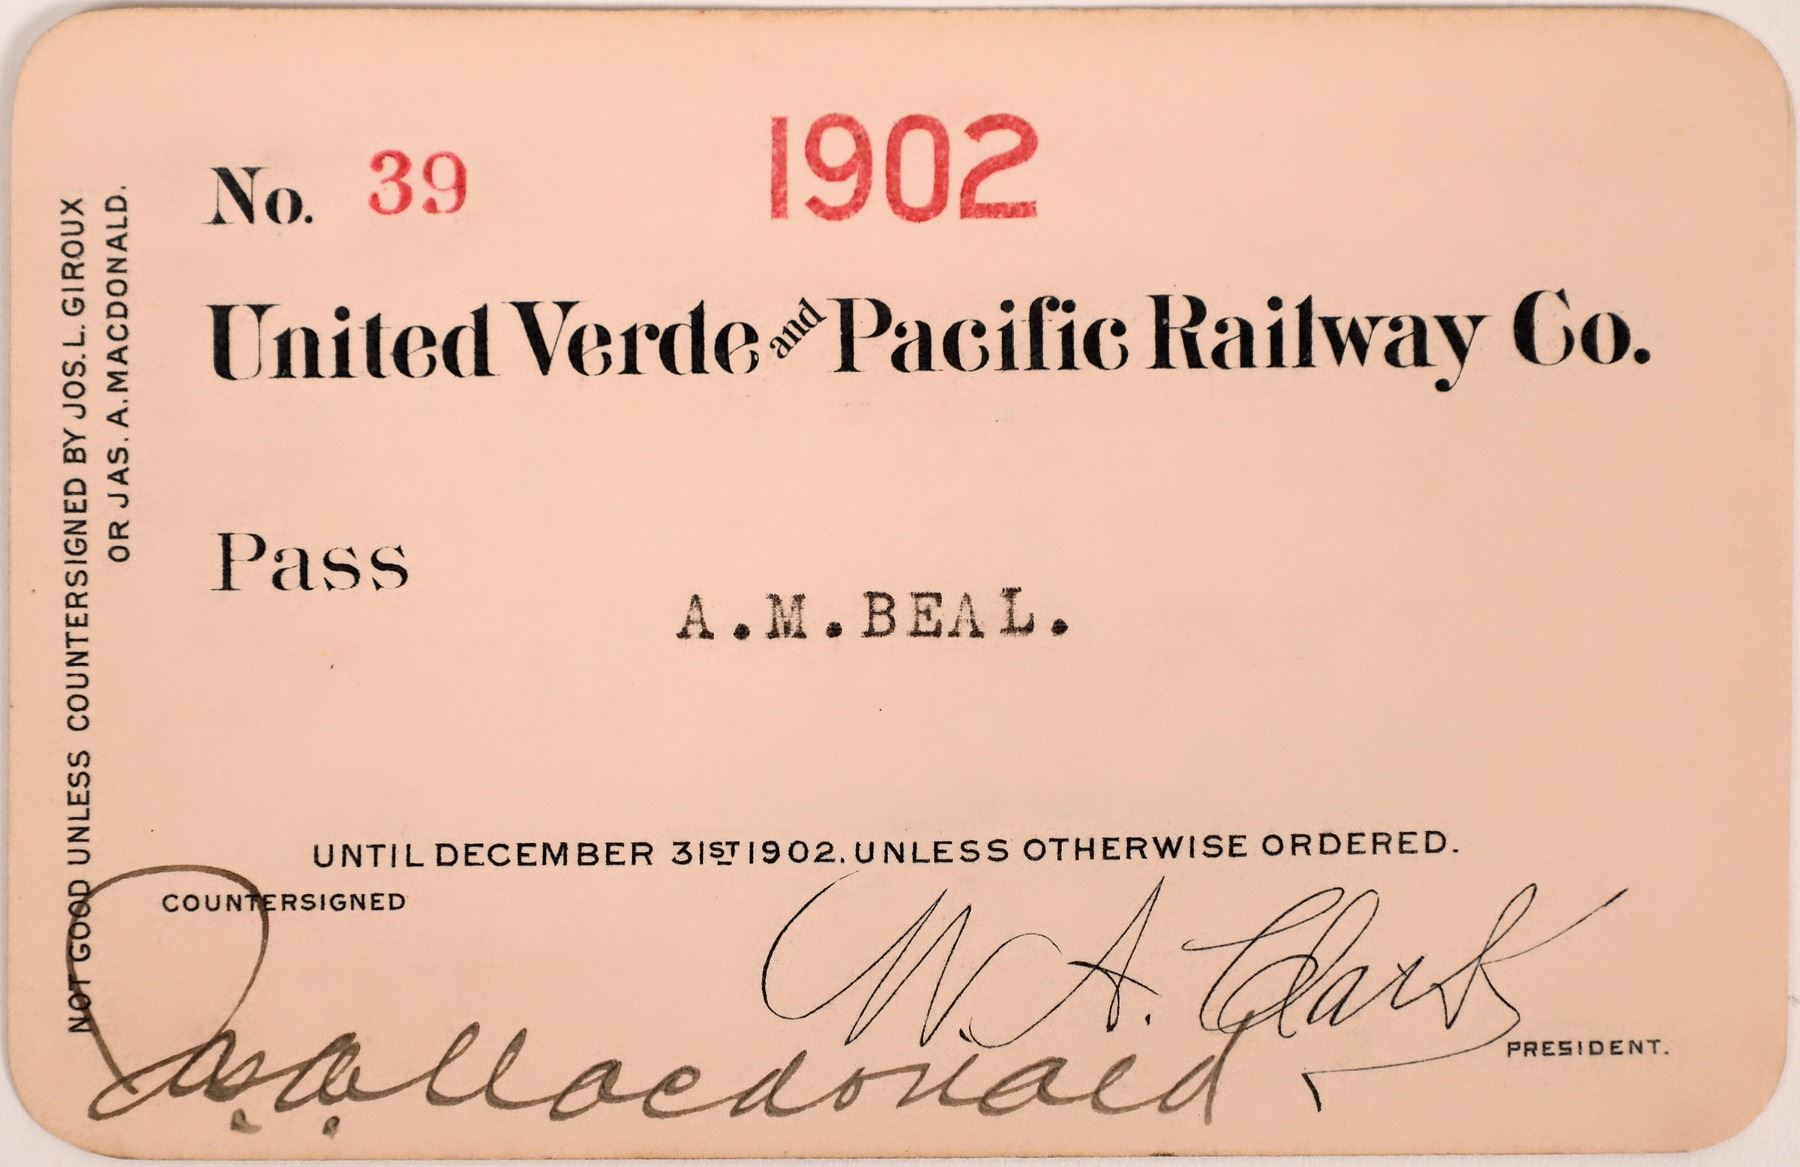 No. 39
1902
United Verde and Pacific Railway Co.
Pass
A.M.BEAL.
UNTIL DECEMBER 31ST 1902. UNLESS OTHERWISE ORDERED.
COUNTERSIGNED
W. A. Clark
PRESIDENT.
Jas. A. Macdonald
NOT GOOD UNLESS COUNTERSIGNED BY JOS. L. GIROUX
OR JAS. A. MACDONALD.